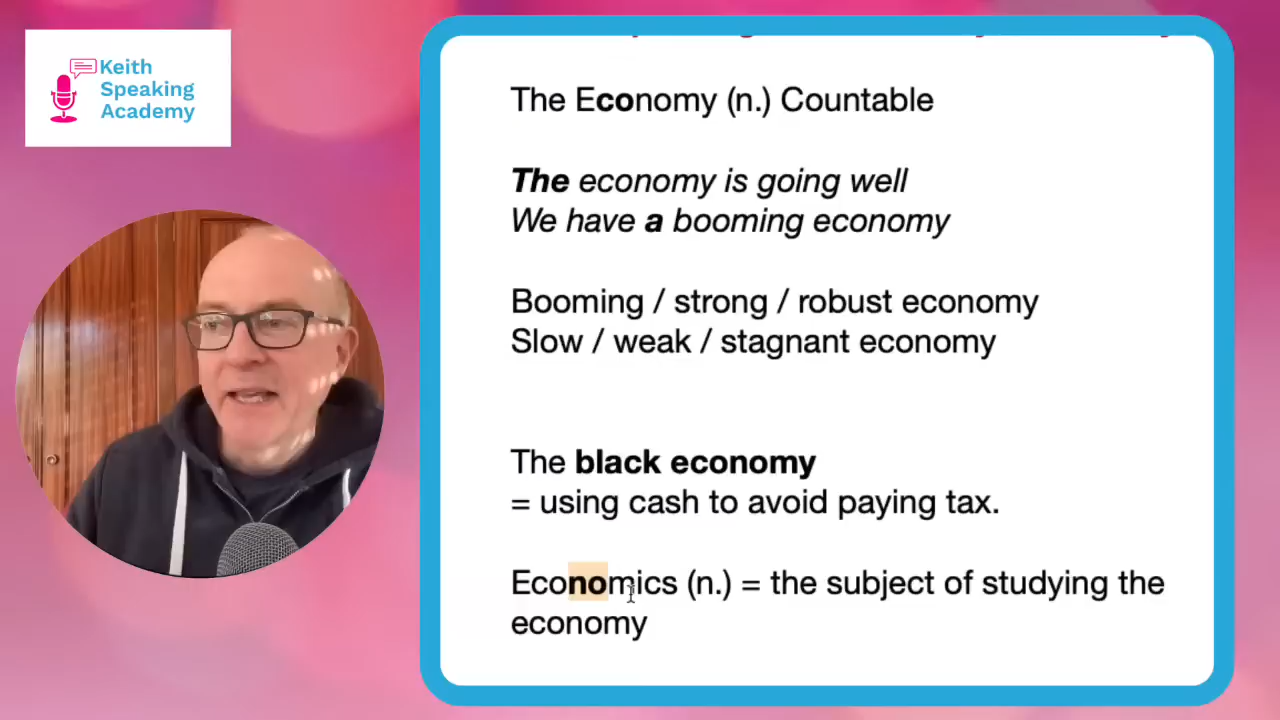 Keith
Speaking
Academy
The Economy (n.) Countable
The economy is going well
We have a booming economy
Booming / strong / robust economy
Slow / weak / stagnant economy
The black economy
= using cash to avoid paying tax.
Economics (n.) = the subject of studying the
economy